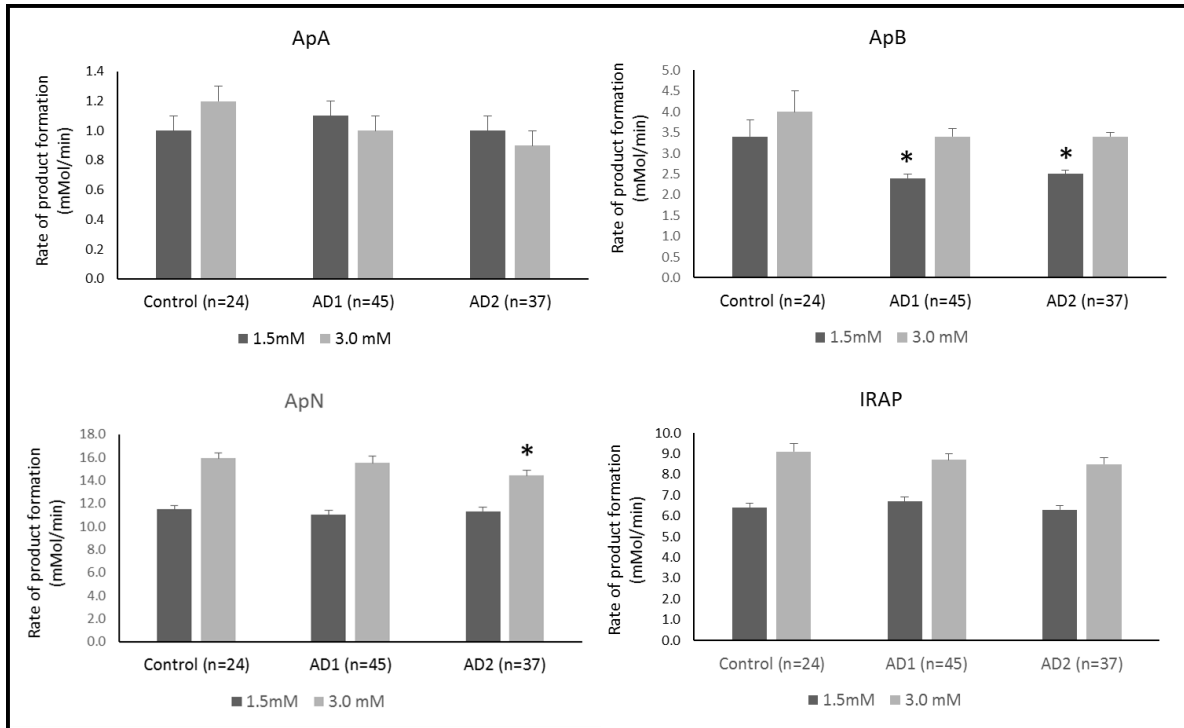 ApA
Rate of product formation
(mMol/min)
1.4
1.2
1.0
0.8
0.6
0.4
0.2
0.0
Control (n=24) AD1 (n=45) AD2 (n=37)
1.5mM 3.0 mM
ApB
Rate of product formation
(mMol/min)
5.0
4.5
4.0
3.5
3.0
2.5
2.0
1.5
1.0
0.5
0.0
* *
Control (n=24) AD1 (n=45) AD2 (n=37)
1.5mM 3.0 mM
ApN
Rate of product formation
(mMol/min)
18.0
16.0
14.0
12.0
10.0
8.0
6.0
4.0
2.0
0.0
*
Control (n=24) AD1 (n=45) AD2 (n=37)
1.5mM 3.0 mM
IRAP
Rate of product formation
(mMol/min)
10.0
9.0
8.0
7.0
6.0
5.0
4.0
3.0
2.0
1.0
0.0
Control (n=24) AD1 (n=45) AD2 (n=37)
1.5mM 3.0 mM